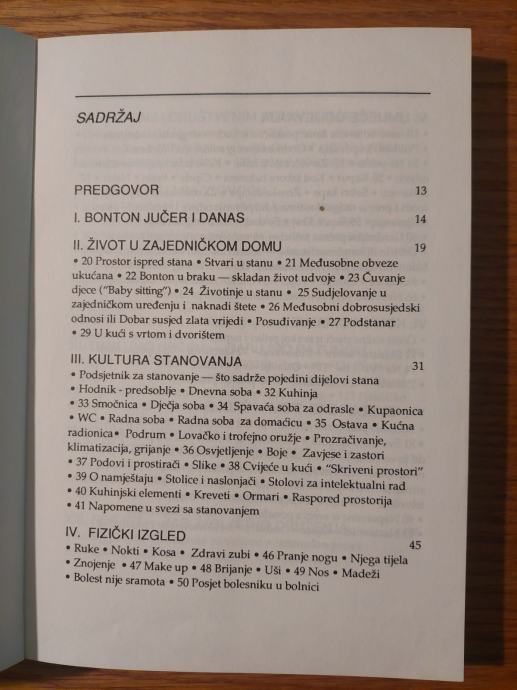 SADRŽAJ
PREDGOVOR 13
I. BONTON JUČER I DANAS 14
II. ŽIVOT U ZAJEDNIČKOM DOMU 19
• 20 Prostor ispred stana • Stvari u stanu • 21 Međusobne obveze
ukućana • 22 Bonton u braku — skladan život udvoje • 23 Čuvanje
djece ("Baby sitting") • 24 Životinje u stanu • 25 Sudjelovanje u
zajedničkom uređenju i naknadi štete • 26 Međusobni dobrosusjedski
odnosi ili Dobar susjed zlata vrijedi • Posuđivanje • 27 Podstanar
• 29 U kući s vrtom i dvorištem
III. KULTURA STANOVANJA 31
• Podsjetnik za stanovanje — što sadrže pojedini dijelovi stana
• Hodnik - predsoblje • Dnevna soba • 32 Kuhinja
• 33 Smočnica • Dječja soba • 34 Spavaća soba za odrasle • Kupaonica
• WC • Radna soba • Radna soba za domaćicu • 35 Ostava • Kućna
radionica • Podrum • Lovačko i trofejno oružje • Prozračivanje,
klimatizacija, grijanje • 36 Osvjetljenje • Boje • Zavjese i zastori
• 37 Podovi i prostirači • Slike • 38 Cvijeće u kući • "Skriveni prostori"
• 39 O namještaju • Stolice i naslonjači • Stolovi za intelektualni rad
• 40 Kuhinjski elementi • Kreveti • Ormari • Raspored prostorija
• 41 Napomene u svezi sa stanovanjem
IV. FIZIČKI IZGLED 45
• Ruke • Nokti • Kosa • Zdravi zubi • 46 Pranje nogu • Njega tijela
• Znojenje • 47 Make up • 48 Brijanje • Uši • 49 Nos • Madeži
• Bolest nije sramota • 50 Posjet bolesniku u bolnici